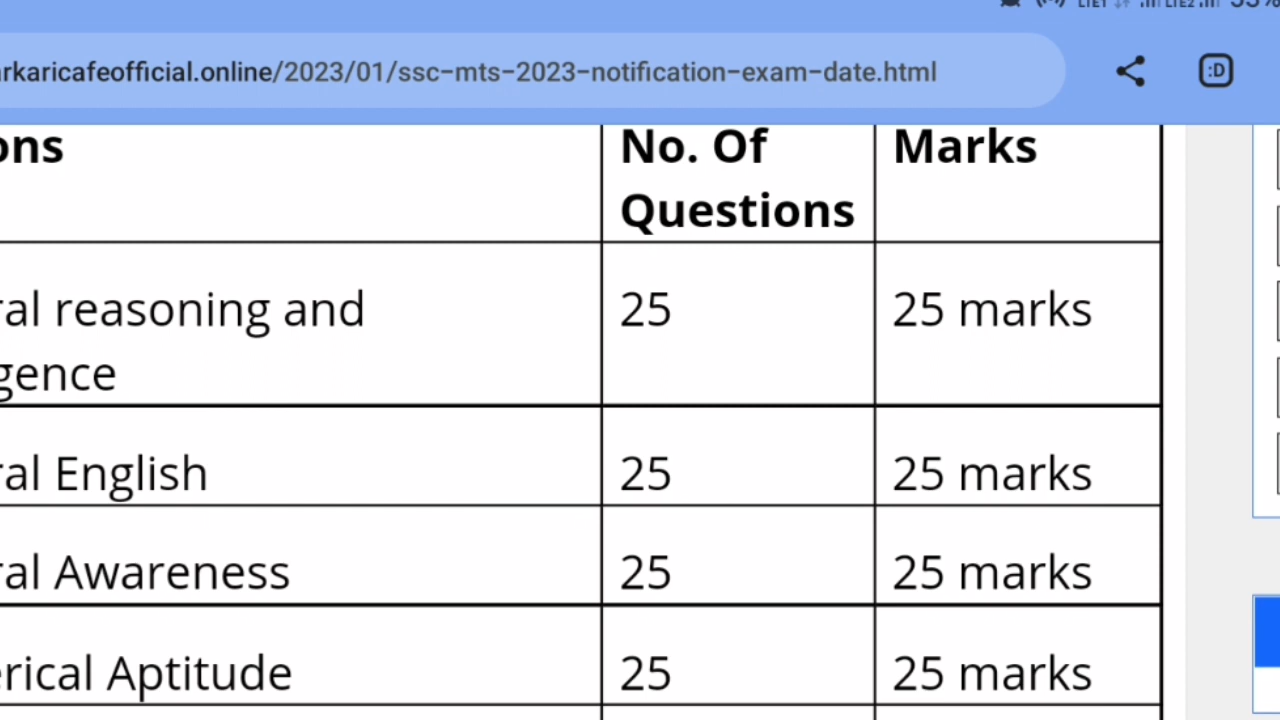 rkaricafeofficial.online/2023/01/ssc-mts-2023-notification-exam-date.html
:D
ons
No. Of
Questions
Marks
ral reasoning and
gence
25
25 marks
ral English
25
25 marks
ral Awareness
25
25 marks
erical Aptitude
25
25 marks